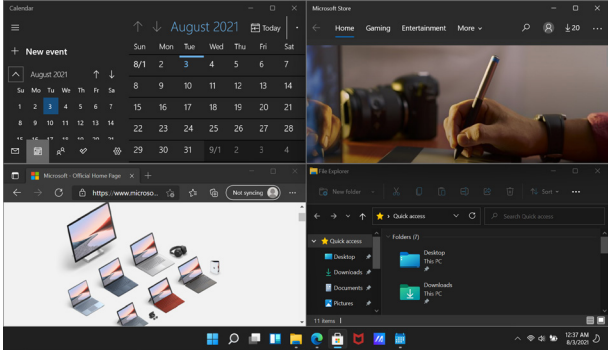 Calendar
August 2021
Today
New event
Sun Mon Tue Wed Thu Fri Sat
8/1 2 3 4 5 6 7
8 9 10 11 12 13 14
15 16 17 18 19 20 21
22 23 24 25 26 27 28
29 30 31 9/1 2 3 4
August 2021
Su Mo Tu We Th Fr Sa
1 2 3 4 5 6 7
8 9 10 11 12 13 14
Microsoft Store
Home Gaming Entertainment More
20
Microsoft - Official Home Page
https://www.microso...
Not syncing
File Explorer
New folder
Sort
Quick access
Search Quick access
Quick access
Desktop
Downloads
Documents
Pictures
Folders (7)
Desktop
This PC
Downloads
This PC
11 items
12:37 AM
8/3/2021